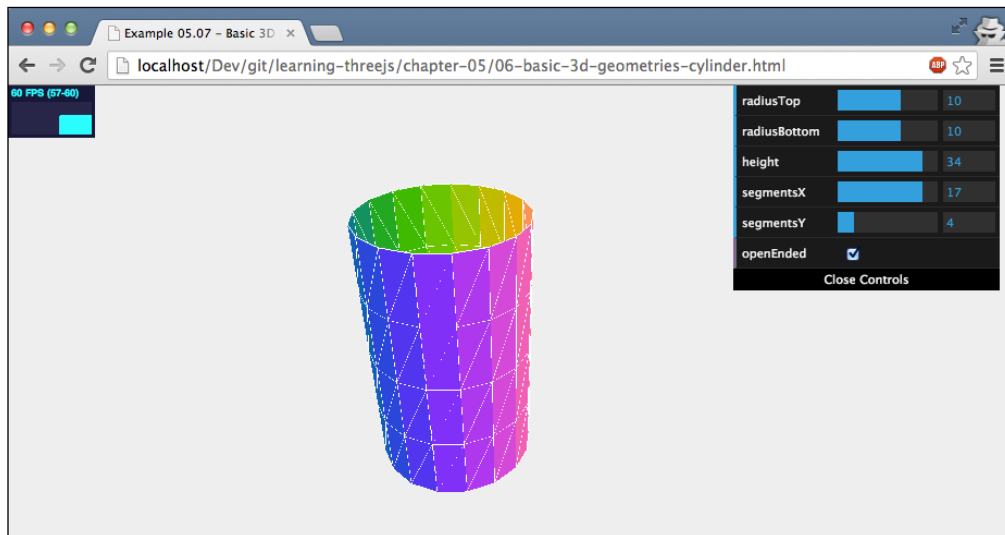 Example 05.07 – Basic 3D
localhost/Dev/git/learning-threejs/chapter-05/06-basic-3d-geometries-cylinder.html
ABP
60 FPS (57-60)
radiusTop 10
radiusBottom 10
height 34
segmentsX 17
segmentsY 4
openEnded
Close Controls